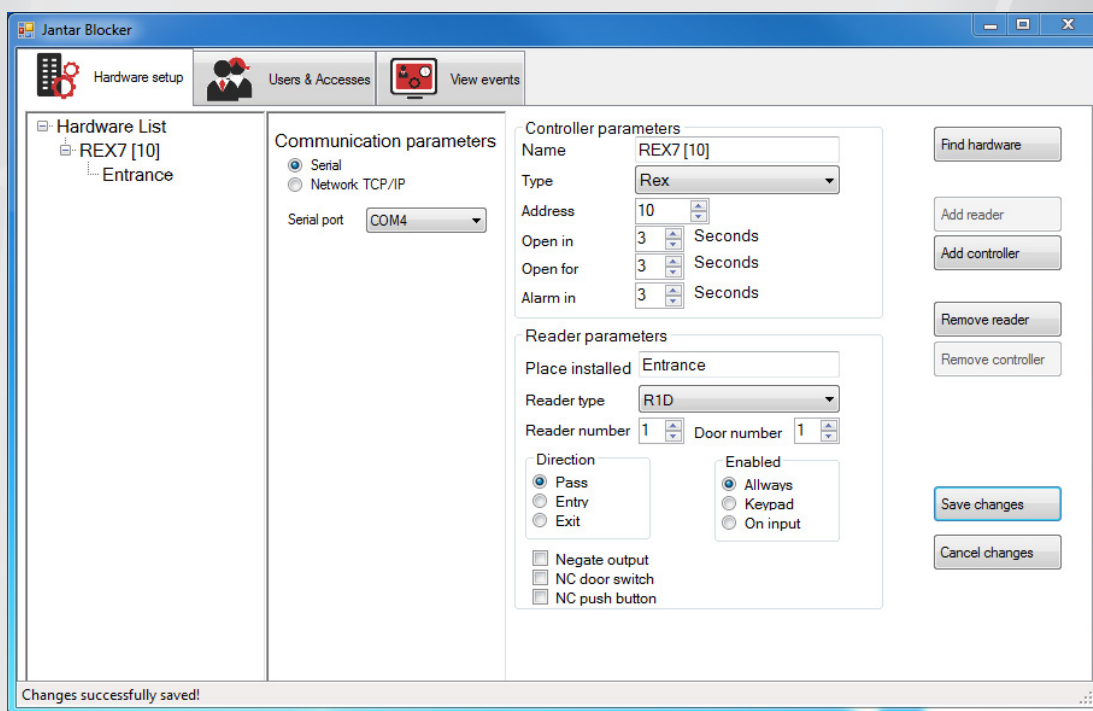 Jantar Blocker
Hardware setup
Users & Accesses
View events
Hardware List
REX7 [10]
Entrance
Communication parameters
Serial
Network TCP/IP
Serial port COM4
Controller parameters
Name REX7 [10]
Type Rex
Address 10
Open in 3 Seconds
Open for 3 Seconds
Alarm in 3 Seconds
Reader parameters
Place installed Entrance
Reader type R1D
Reader number 1 Door number 1
Direction
Pass
Entry
Exit
Enabled
Allways
Keypad
On input
Negate output
NC door switch
NC push button
Find hardware
Add reader
Add controller
Remove reader
Remove controller
Save changes
Cancel changes
Changes successfully saved!